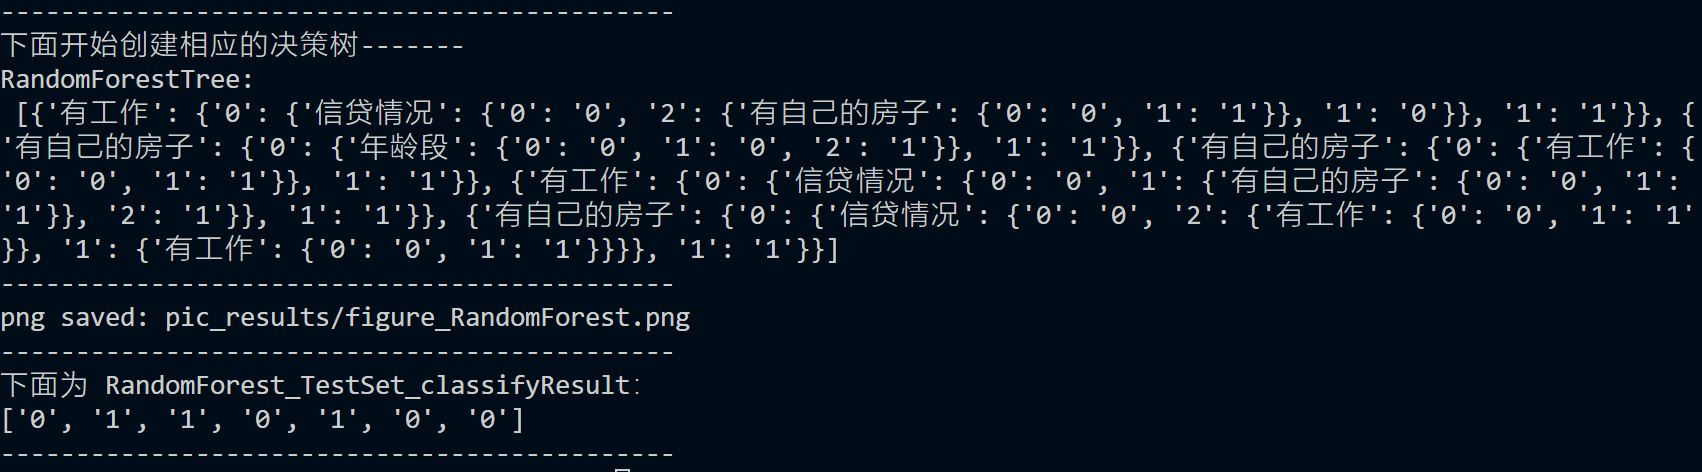 ---------------------------------------------
下面开始创建相应的决策树-------
RandomForestTree:
 [{'有工作': {'0': {'信贷情况': {'0': '0', '2': {'有自己的房子': {'0': '0', '1': '1'}}, '1': '0'}}, '1': '1'}}, {
'有自己的房子': {'0': {'年龄段': {'0': '0', '1': '0', '2': '1'}}, '1': '1'}}, {'有自己的房子': {'0': {'有工作': {
'0': '0', '1': '1'}}, '1': '1'}}, {'有工作': {'0': {'信贷情况': {'0': '0', '1': {'有自己的房子': {'0': '0', '1':
'1'}}, '2': '1'}}, '1': '1'}}, {'有自己的房子': {'0': {'信贷情况': {'0': '0', '2': {'有工作': {'0': '0', '1': '1'
}}, '1': {'有工作': {'0': '0', '1': '1'}}}}, '1': '1'}}]
---------------------------------------------
png saved: pic_results/figure_RandomForest.png
---------------------------------------------
下面为 RandomForest_TestSet_classifyResult:
['0', '1', '1', '0', '1', '0', '0']
---------------------------------------------